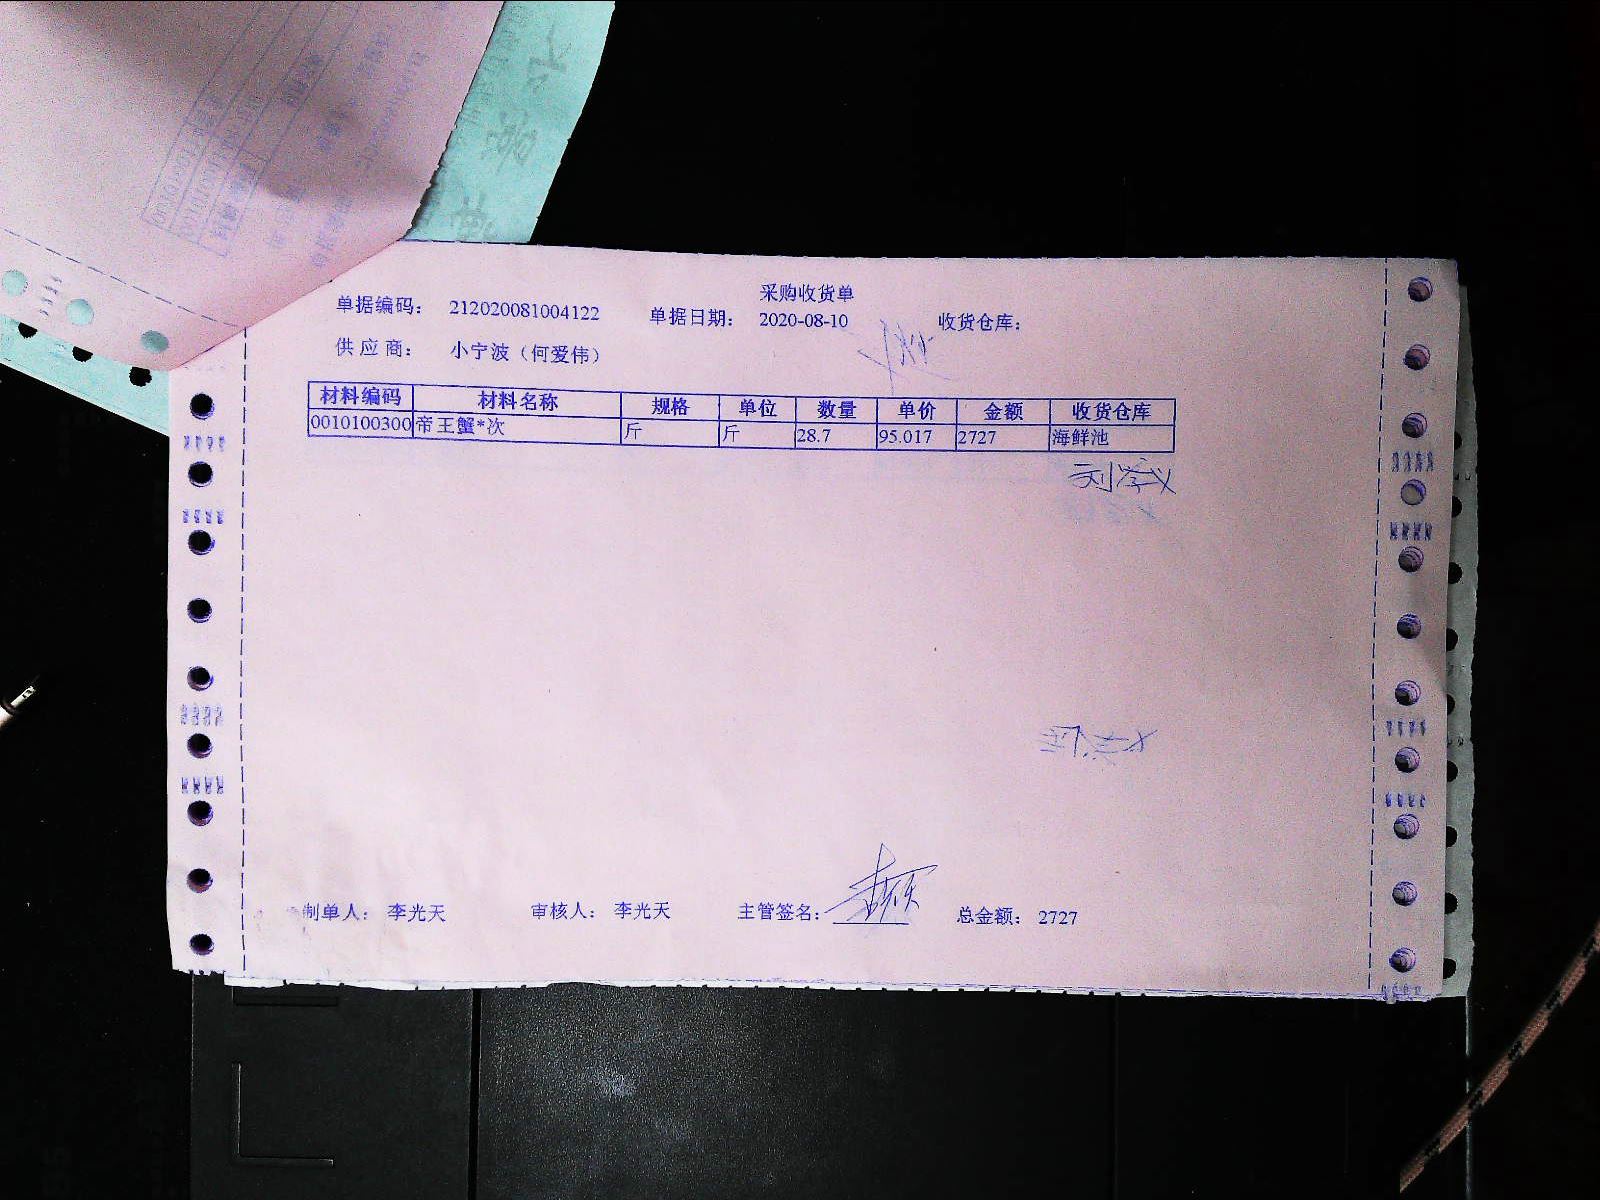 采购收货单
单据编码： 212020081004122 单据日期： 2020-08-10 收货仓库：
供应商： 小宁波（何爱伟）
材料编码 材料名称 规格 单位 数量 单价 金额 收货仓库
0010100300 帝王蟹*次 斤 斤 28.7 95.017 2727 海鲜池
制单人： 李光天 审核人： 李光天 主管签名： 总金额： 2727